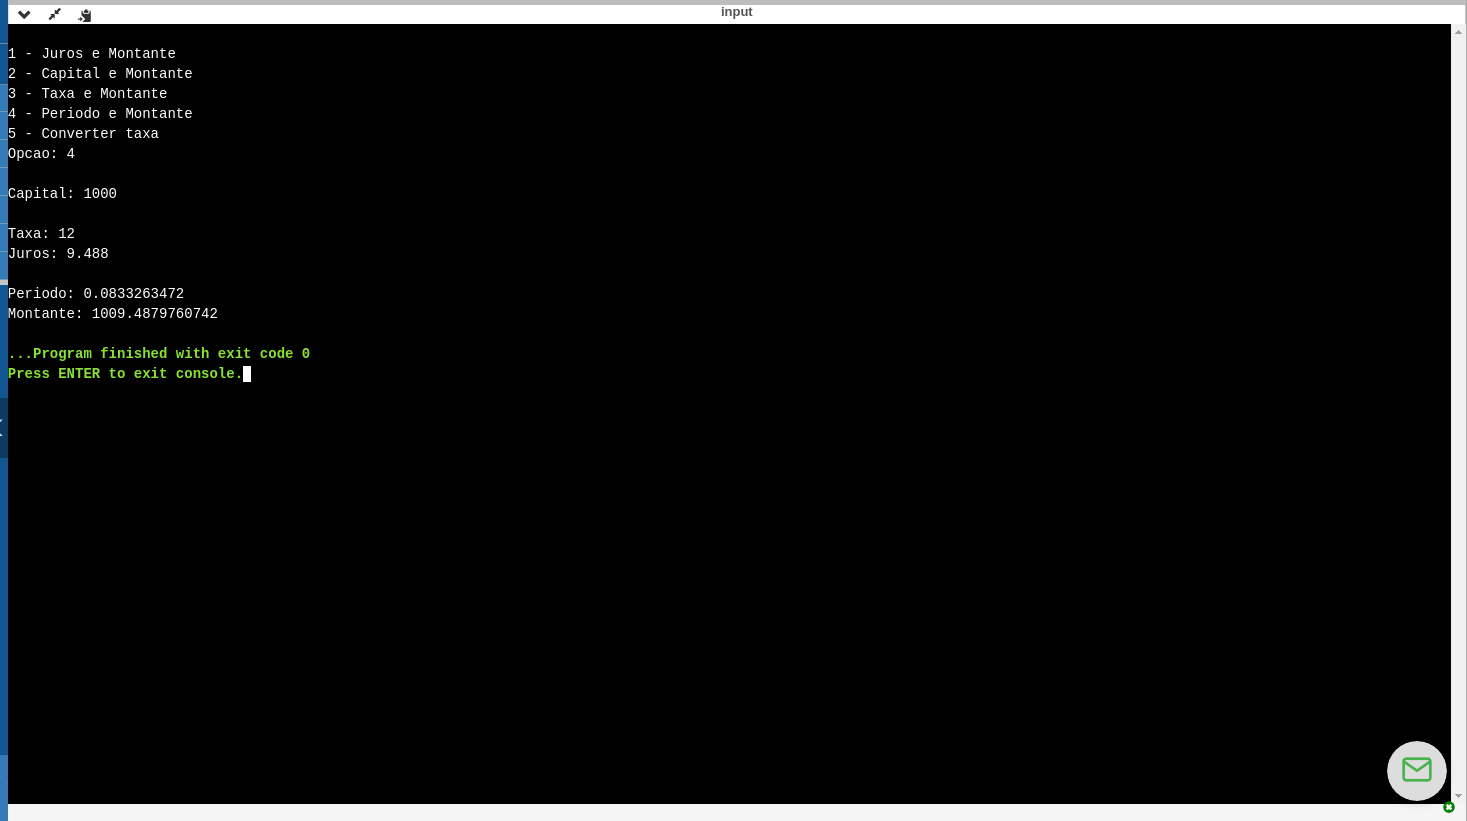 input
1 - Juros e Montante
2 - Capital e Montante
3 - Taxa e Montante
4 - Periodo e Montante
5 - Converter taxa
Opcao: 4
Capital: 1000
Taxa: 12
Juros: 9.488
Periodo: 0.0833263472
Montante: 1009.4879760742
...Program finished with exit code 0
Press ENTER to exit console.